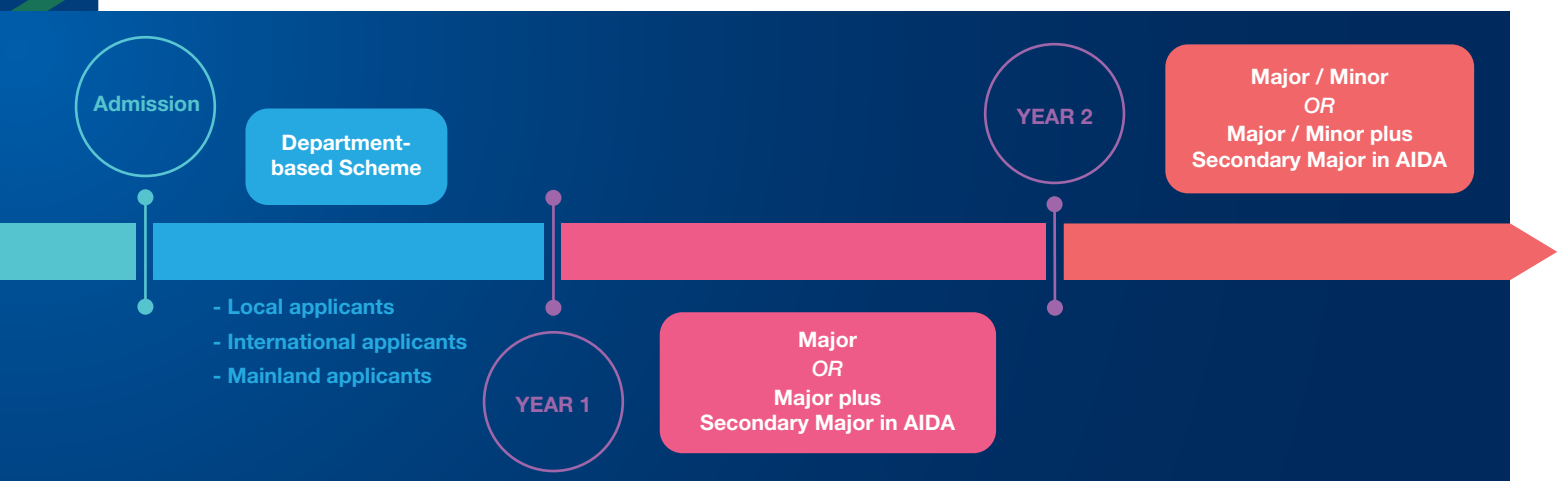 Admission
Department-
based Scheme
- Local applicants
- International applicants
- Mainland applicants
YEAR 1
Major
OR
Major plus
Secondary Major in AIDA
YEAR 2
Major / Minor
OR
Major / Minor plus
Secondary Major in AIDA